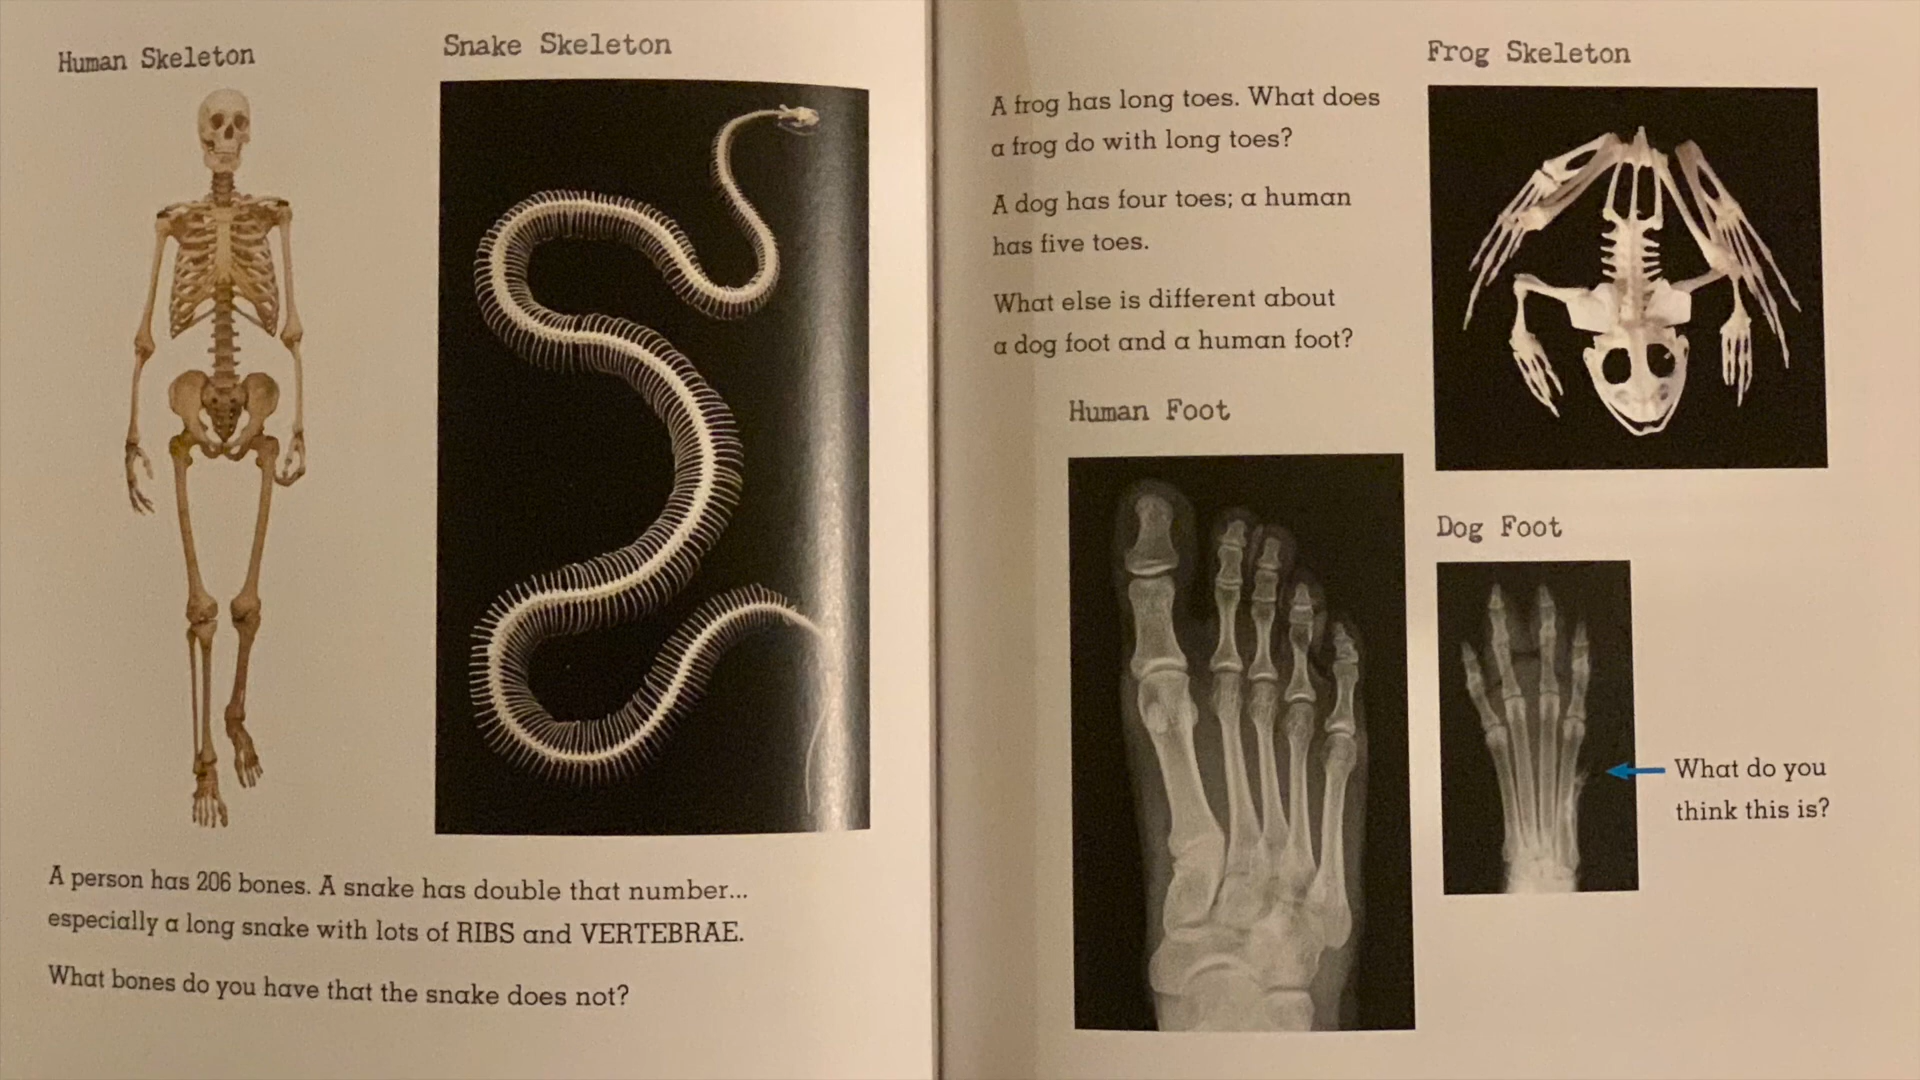 Human Skeleton
Snake Skeleton
A person has 206 bones. A snake has double that number...
especially a long snake with lots of RIBS and VERTEBRAE.
What bones do you have that the snake does not?
A frog has long toes. What does
a frog do with long toes?
A dog has four toes; a human
has five toes.
What else is different about
a dog foot and a human foot?
Human Foot
Frog Skeleton
Dog Foot
What do you
think this is?